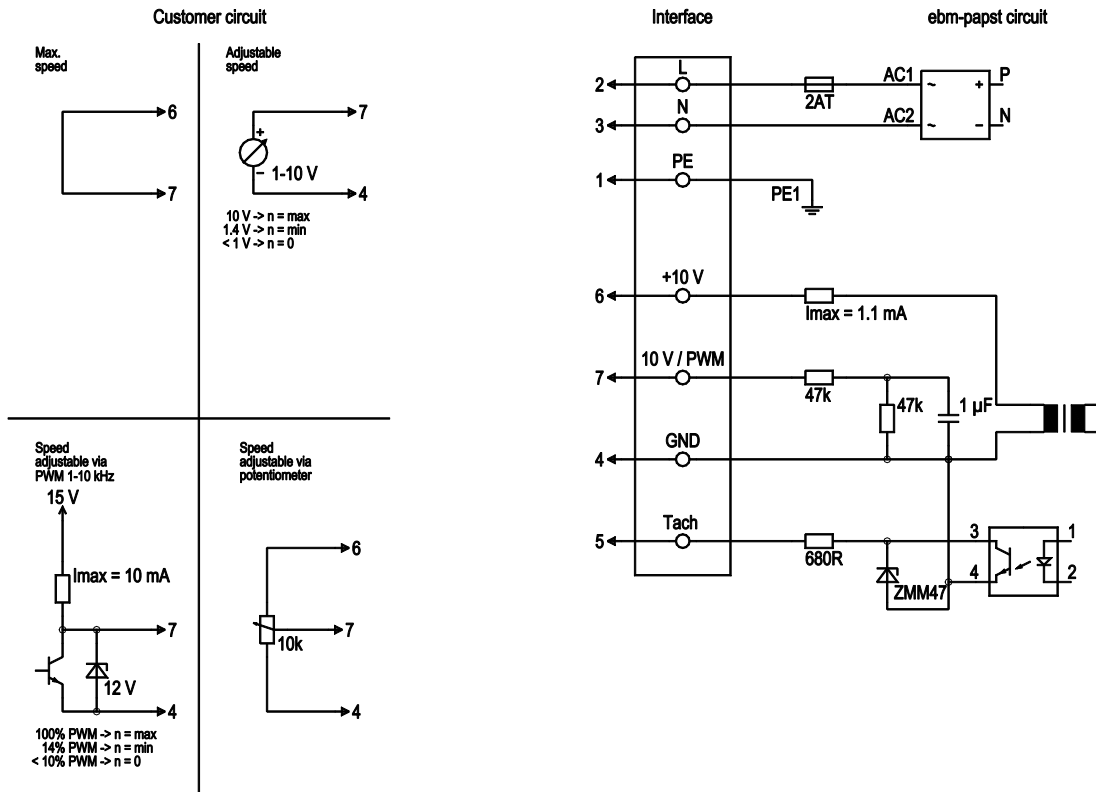 Customer circuit
Interface
ebm-papst circuit
Max.
speed
6
7
Adjustable
speed
7
+
− 1-10 V
4
10 V -> n = max
1.4 V -> n = min
< 1 V -> n = 0
Speed
adjustable via
PWM 1-10 kHz
15 V
Imax = 10 mA
7
12 V
4
100% PWM -> n = max
14% PWM -> n = min
< 10% PWM -> n = 0
Speed
adjustable via
potentiometer
6
7
10k
4
2
L
2AT
AC1
~ +
P
3
N
AC2
~ −
N
1
PE
PE1
6
+10 V
Imax = 1.1 mA
7
10 V / PWM
47k
47k
1 µF
4
GND
5
Tach
680R
ZMM47
3
4
1
2